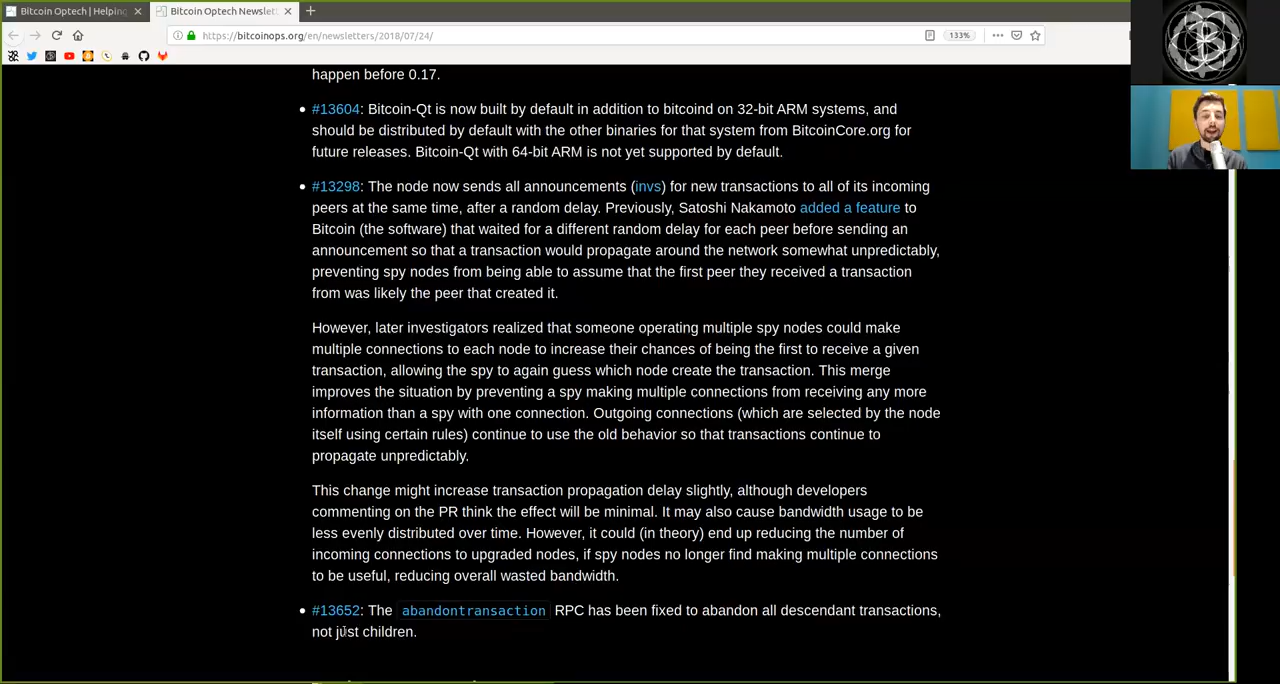 Bitcoin Optech | Helping
Bitcoin Optech Newslett
https://bitcoinops.org/en/newsletters/2018/07/24/
133%
happen before 0.17.
• #13604: Bitcoin-Qt is now built by default in addition to bitcoind on 32-bit ARM systems, and
should be distributed by default with the other binaries for that system from BitcoinCore.org for
future releases. Bitcoin-Qt with 64-bit ARM is not yet supported by default.
• #13298: The node now sends all announcements (invs) for new transactions to all of its incoming
peers at the same time, after a random delay. Previously, Satoshi Nakamoto added a feature to
Bitcoin (the software) that waited for a different random delay for each peer before sending an
announcement so that a transaction would propagate around the network somewhat unpredictably,
preventing spy nodes from being able to assume that the first peer they received a transaction
from was likely the peer that created it.
However, later investigators realized that someone operating multiple spy nodes could make
multiple connections to each node to increase their chances of being the first to receive a given
transaction, allowing the spy to again guess which node create the transaction. This merge
improves the situation by preventing a spy making multiple connections from receiving any more
information than a spy with one connection. Outgoing connections (which are selected by the node
itself using certain rules) continue to use the old behavior so that transactions continue to
propagate unpredictably.
This change might increase transaction propagation delay slightly, although developers
commenting on the PR think the effect will be minimal. It may also cause bandwidth usage to be
less evenly distributed over time. However, it could (in theory) end up reducing the number of
incoming connections to upgraded nodes, if spy nodes no longer find making multiple connections
to be useful, reducing overall wasted bandwidth.
• #13652: The abandontransaction RPC has been fixed to abandon all descendant transactions,
not just children.